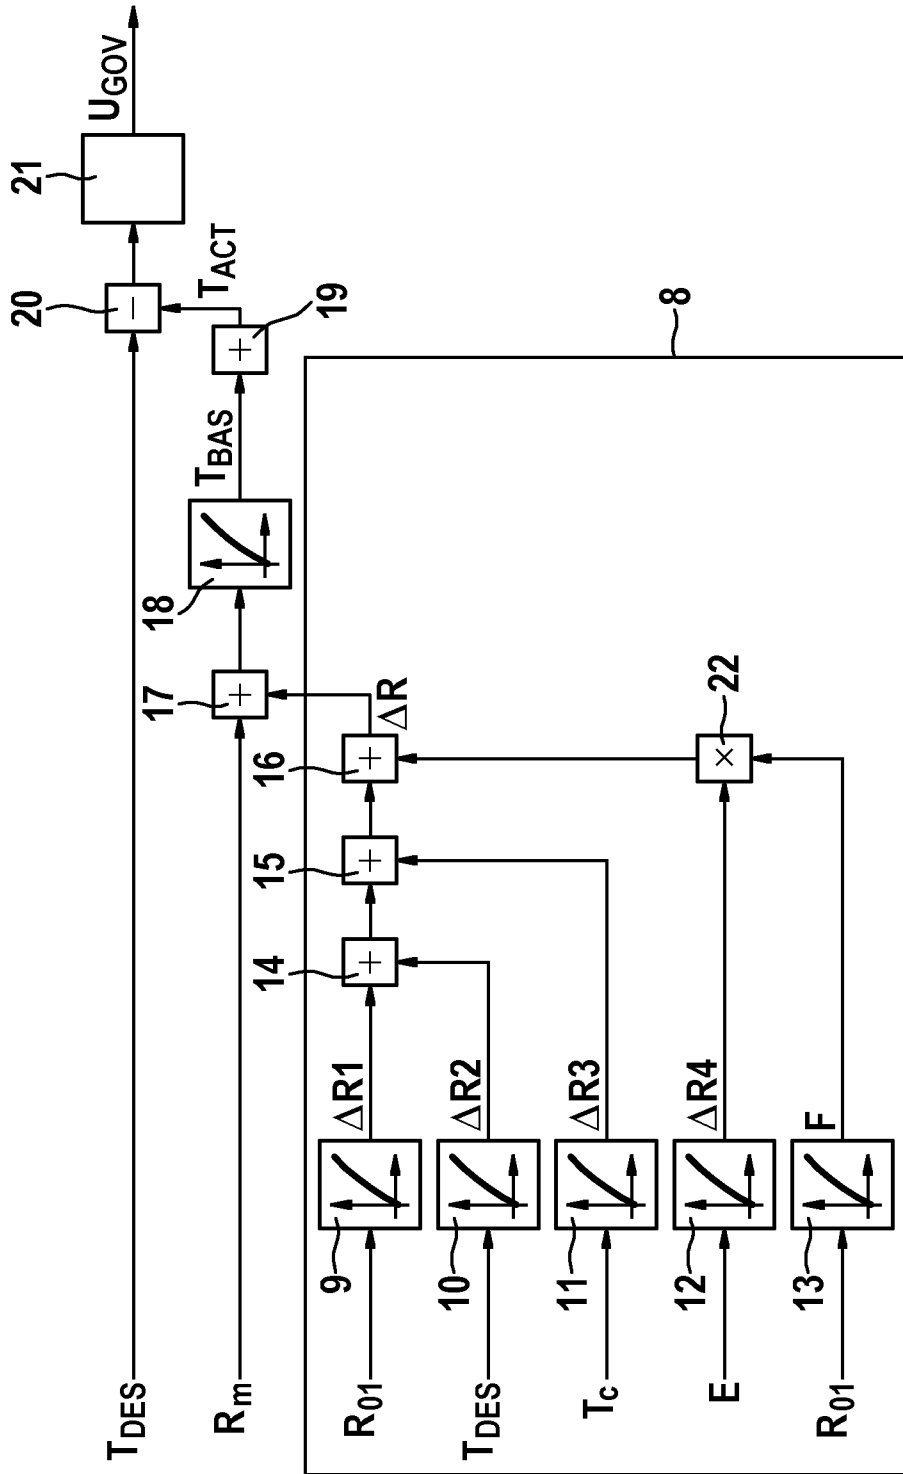 21
U_GOV
20
T_ACT
19
T_BAS
18
17
8
ΔR
16
22
15
14
ΔR1
ΔR2
ΔR3
ΔR4
F
9
10
11
12
13
T_DES
R_m
R_01
T_DES
T_c
E
R_01
+
+
+
+
+
−
×